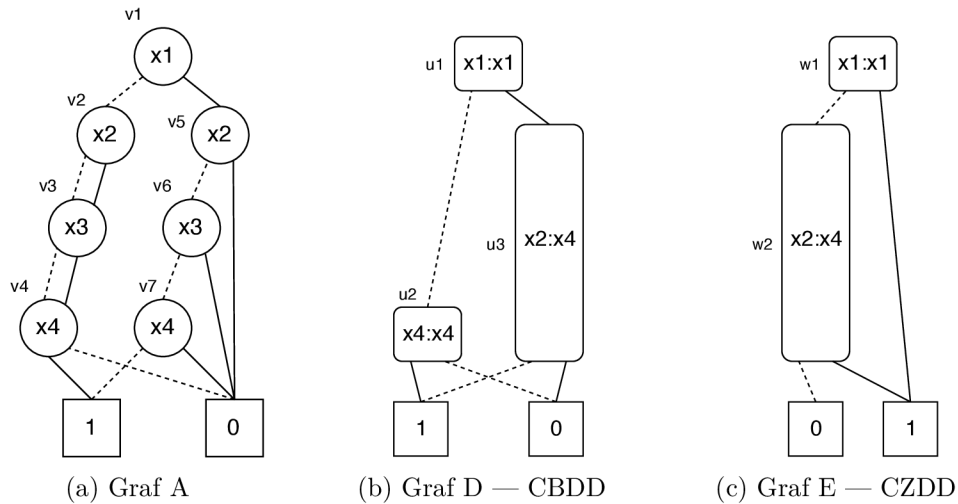 v1
x1
v2
x2
v5
x2
v3
x3
v6
x3
v4
x4
v7
x4
1
0
(a) Graf A
u1
x1:x1
u3
x2:x4
u2
x4:x4
1
0
(b) Graf D — CBDD
w1
x1:x1
w2
x2:x4
0
1
(c) Graf E — CZDD